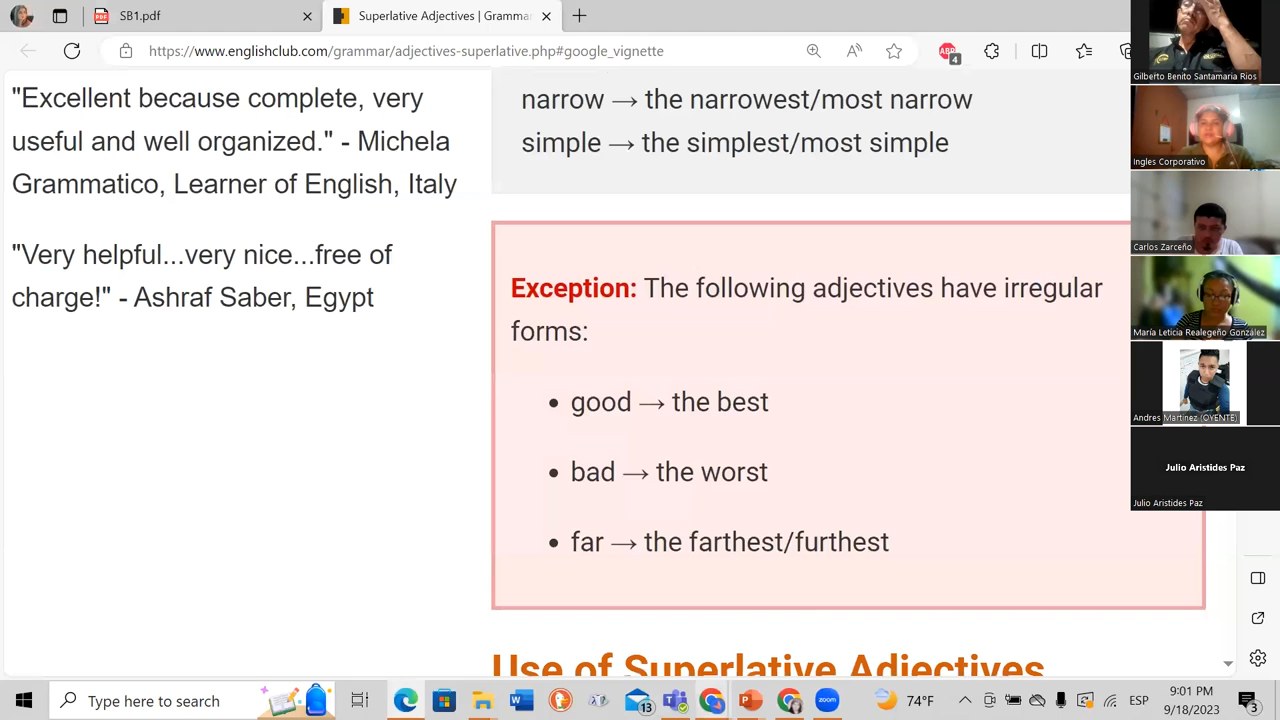 SB1.pdf
Superlative Adjectives | Gramma
https://www.englishclub.com/grammar/adjectives-superlative.php#google_vignette
4
"Excellent because complete, very
useful and well organized." - Michela
Grammatico, Learner of English, Italy
"Very helpful...very nice...free of
charge!" - Ashraf Saber, Egypt
narrow → the narrowest/most narrow
simple → the simplest/most simple
Exception: The following adjectives have irregular
forms:
• good → the best
• bad → the worst
• far → the farthest/furthest
Use of Superlative Adjectives
Gilberto Benito Santamaria Rios
Ingles Corporativo
Carlos Zarceño
María Leticia Realegeño González
Andres Martinez (OYENTE)
Julio Aristides Paz
Julio Aristides Paz
Type here to search
13
zoom
74°F
ESP
9:01 PM
9/18/2023
3